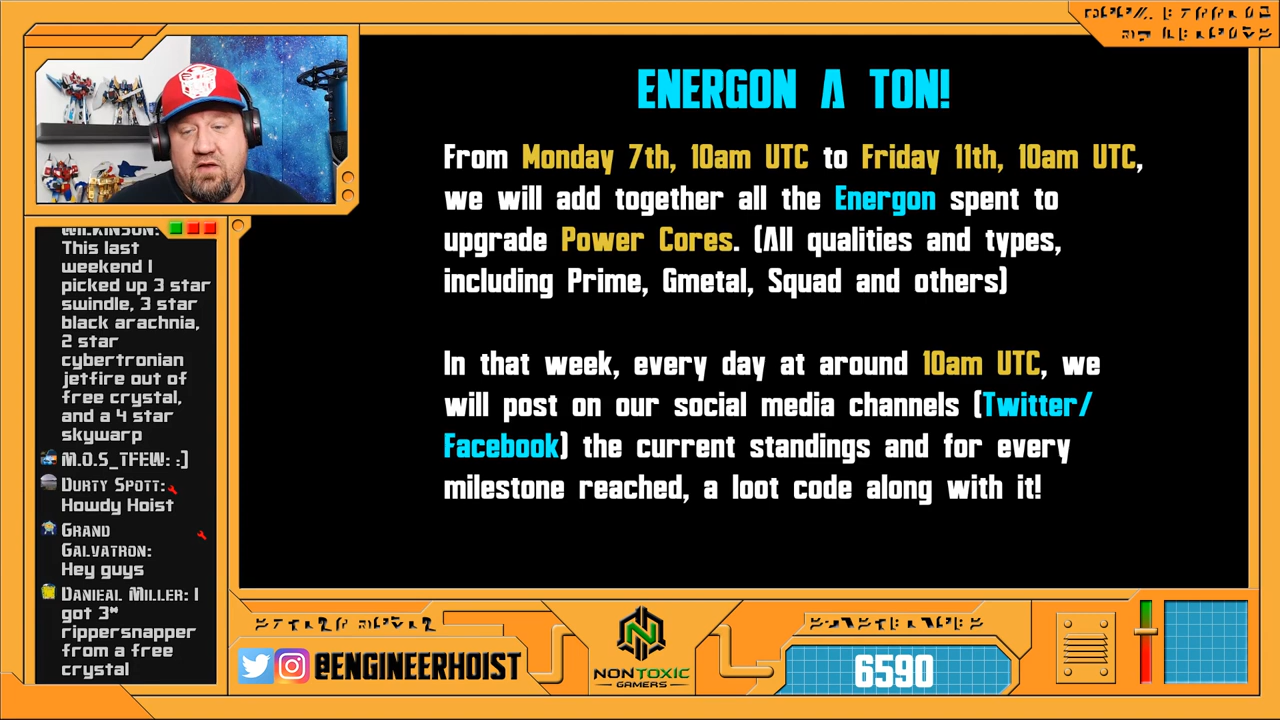 ENERGON A TON!
From Monday 7th, 10am UTC to Friday 11th, 10am UTC,
we will add together all the Energon spent to
upgrade Power Cores. (All qualities and types,
including Prime, Gmetal, Squad and others)
In that week, every day at around 10am UTC, we
will post on our social media channels (Twitter/
Facebook) the current standings and for every
milestone reached, a loot code along with it!
WILKINSON:
This last
weekend I
picked up 3 star
swindle, 3 star
black arachnia,
2 star
cybertronian
jetfire out of
free crystal,
and a 4 star
skywarp
M.O.S_TFEW: :]
Durty Spott:
Howdy Hoist
Grand
Galvatron:
Hey guys
Danieal Miller: I
got 3*
rippersnapper
from a free
crystal
@ENGINEERHOIST
NONTOXIC
GAMERS
6590